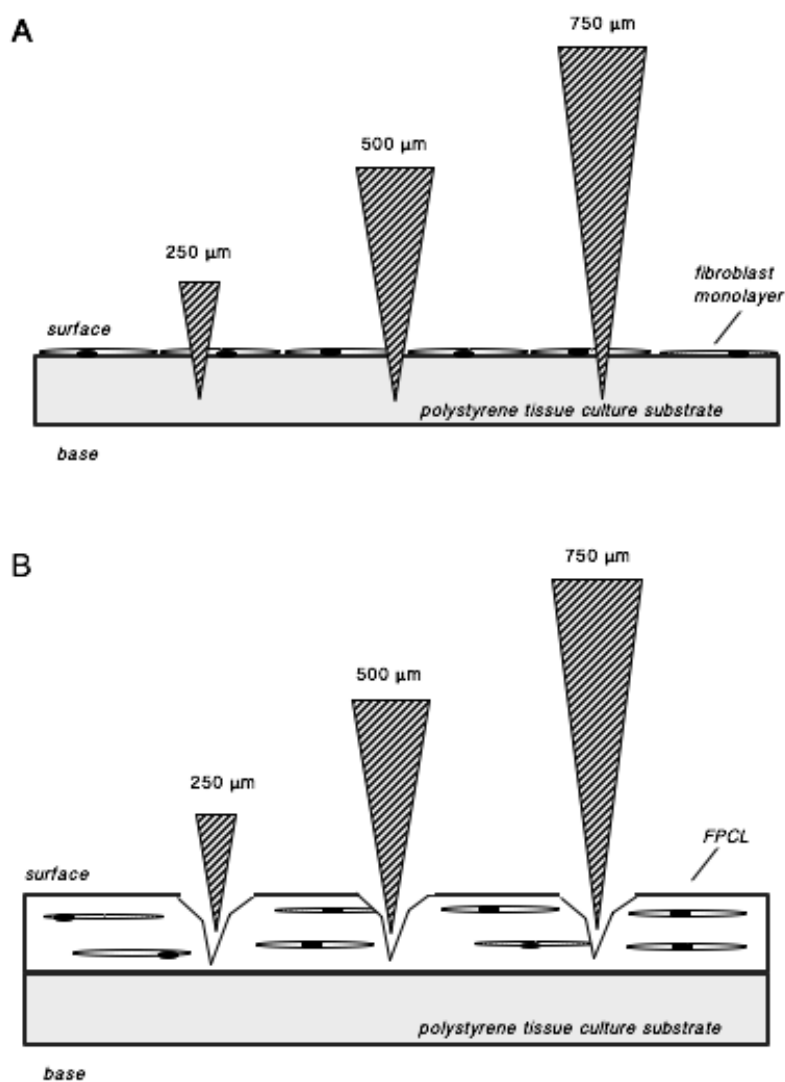 A
750 μm
500 μm
250 μm
fibroblast
monolayer
surface
polystyrene tissue culture substrate
base
B
750 μm
500 μm
250 μm
FPCL
surface
polystyrene tissue culture substrate
base